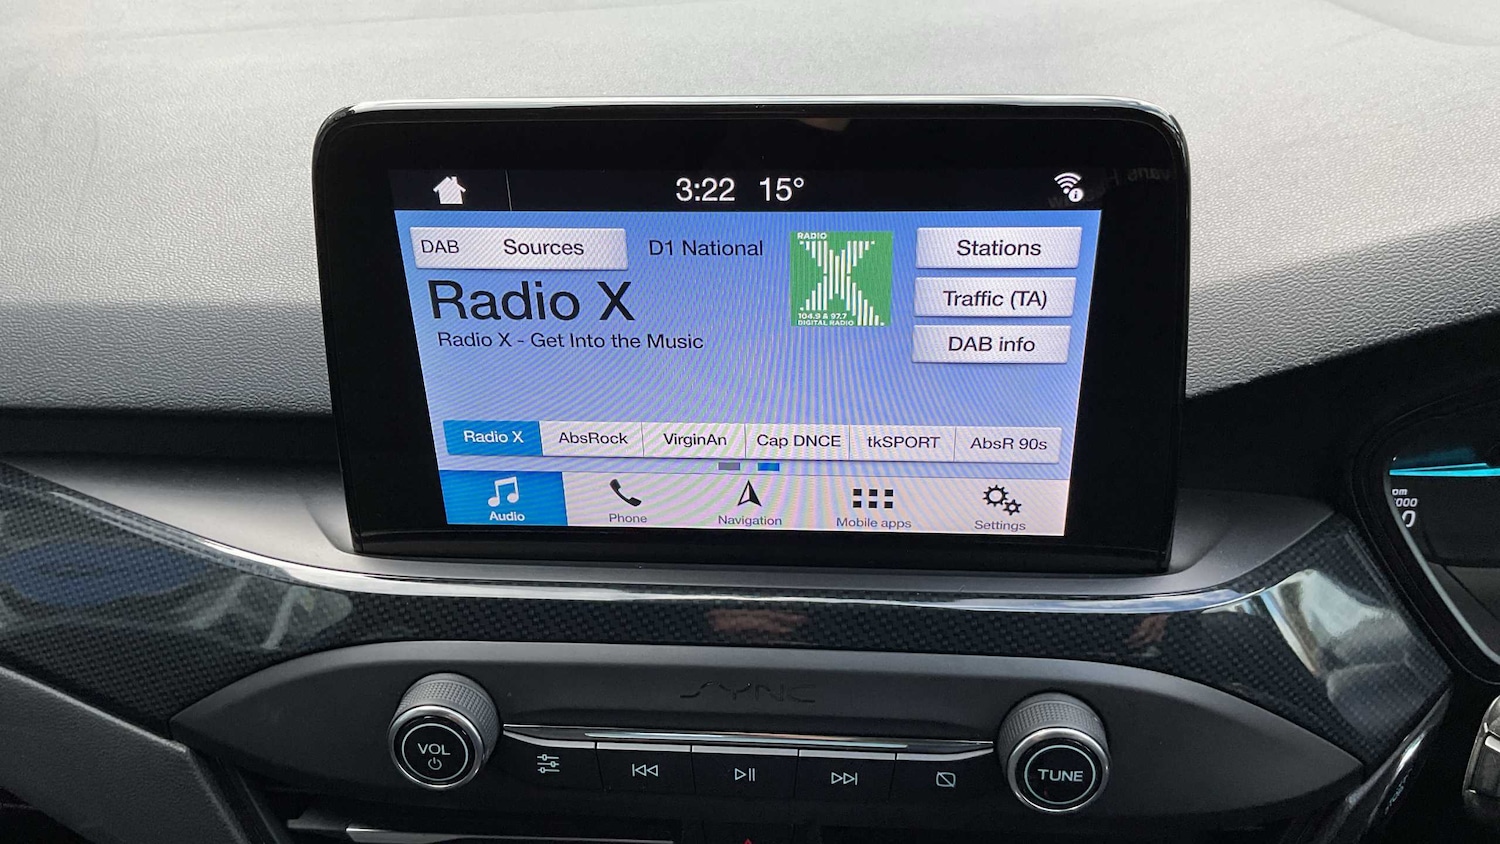 3:22 15°
DAB Sources
D1 National
RADIO
104.9 & 97.7
DIGITAL RADIO
Stations
Traffic (TA)
DAB info
Radio X
Radio X - Get Into the Music
Radio X
AbsRock
VirginAn
Cap DNCE
tkSPORT
AbsR 90s
Audio
Phone
Navigation
Mobile apps
Settings
SYNC
VOL
TUNE